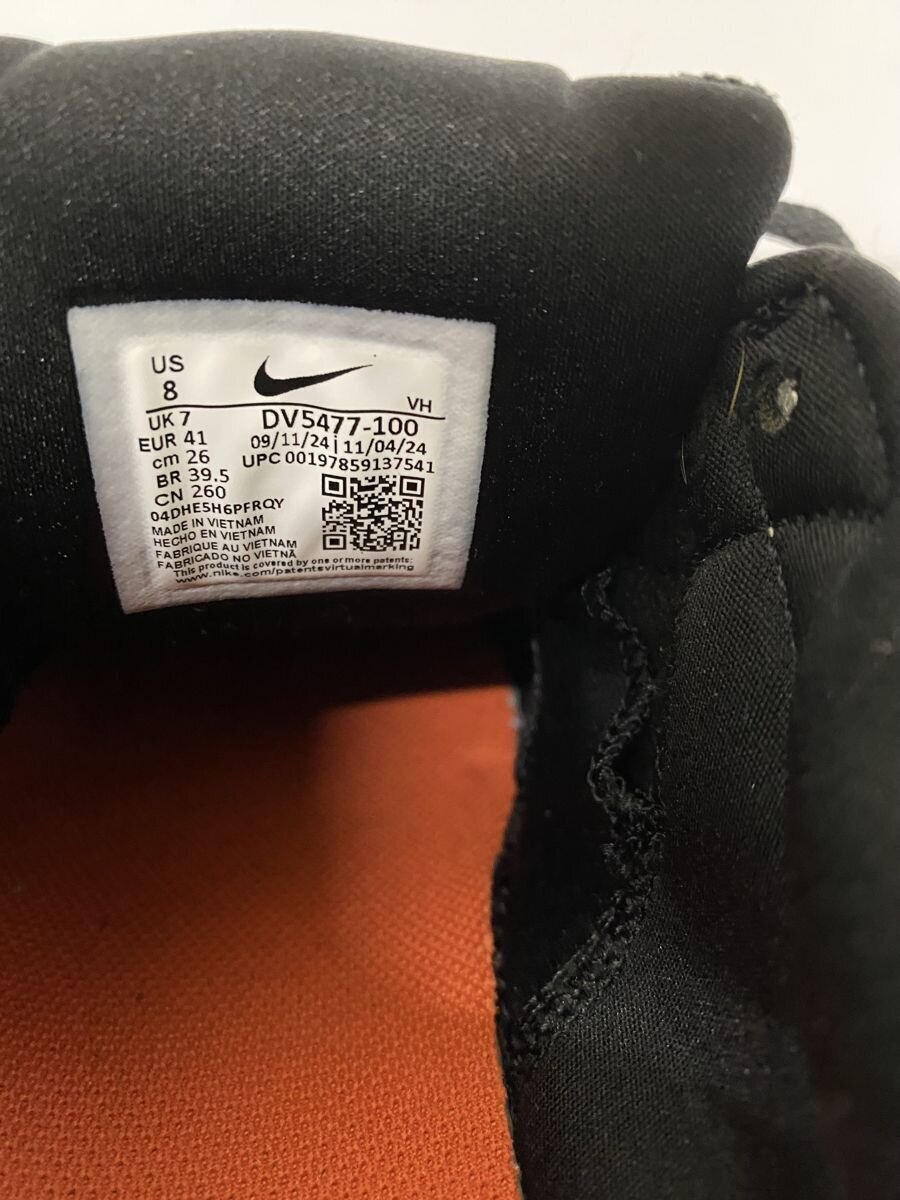 US
8
VH
UK 7
DV5477-100
EUR 41
09/11/24 | 11/04/24
cm 26
UPC 00197859137541
BR 39.5
CN 260
04DHE5H6PFRQY
MADE IN VIETNAM
HECHO EN VIETNAM
FABRIQUE AU VIETNAM
FABRICADO NO VIETNÃ
This product is covered by one or more patents:
www.nike.com/patentsvirtualmarking